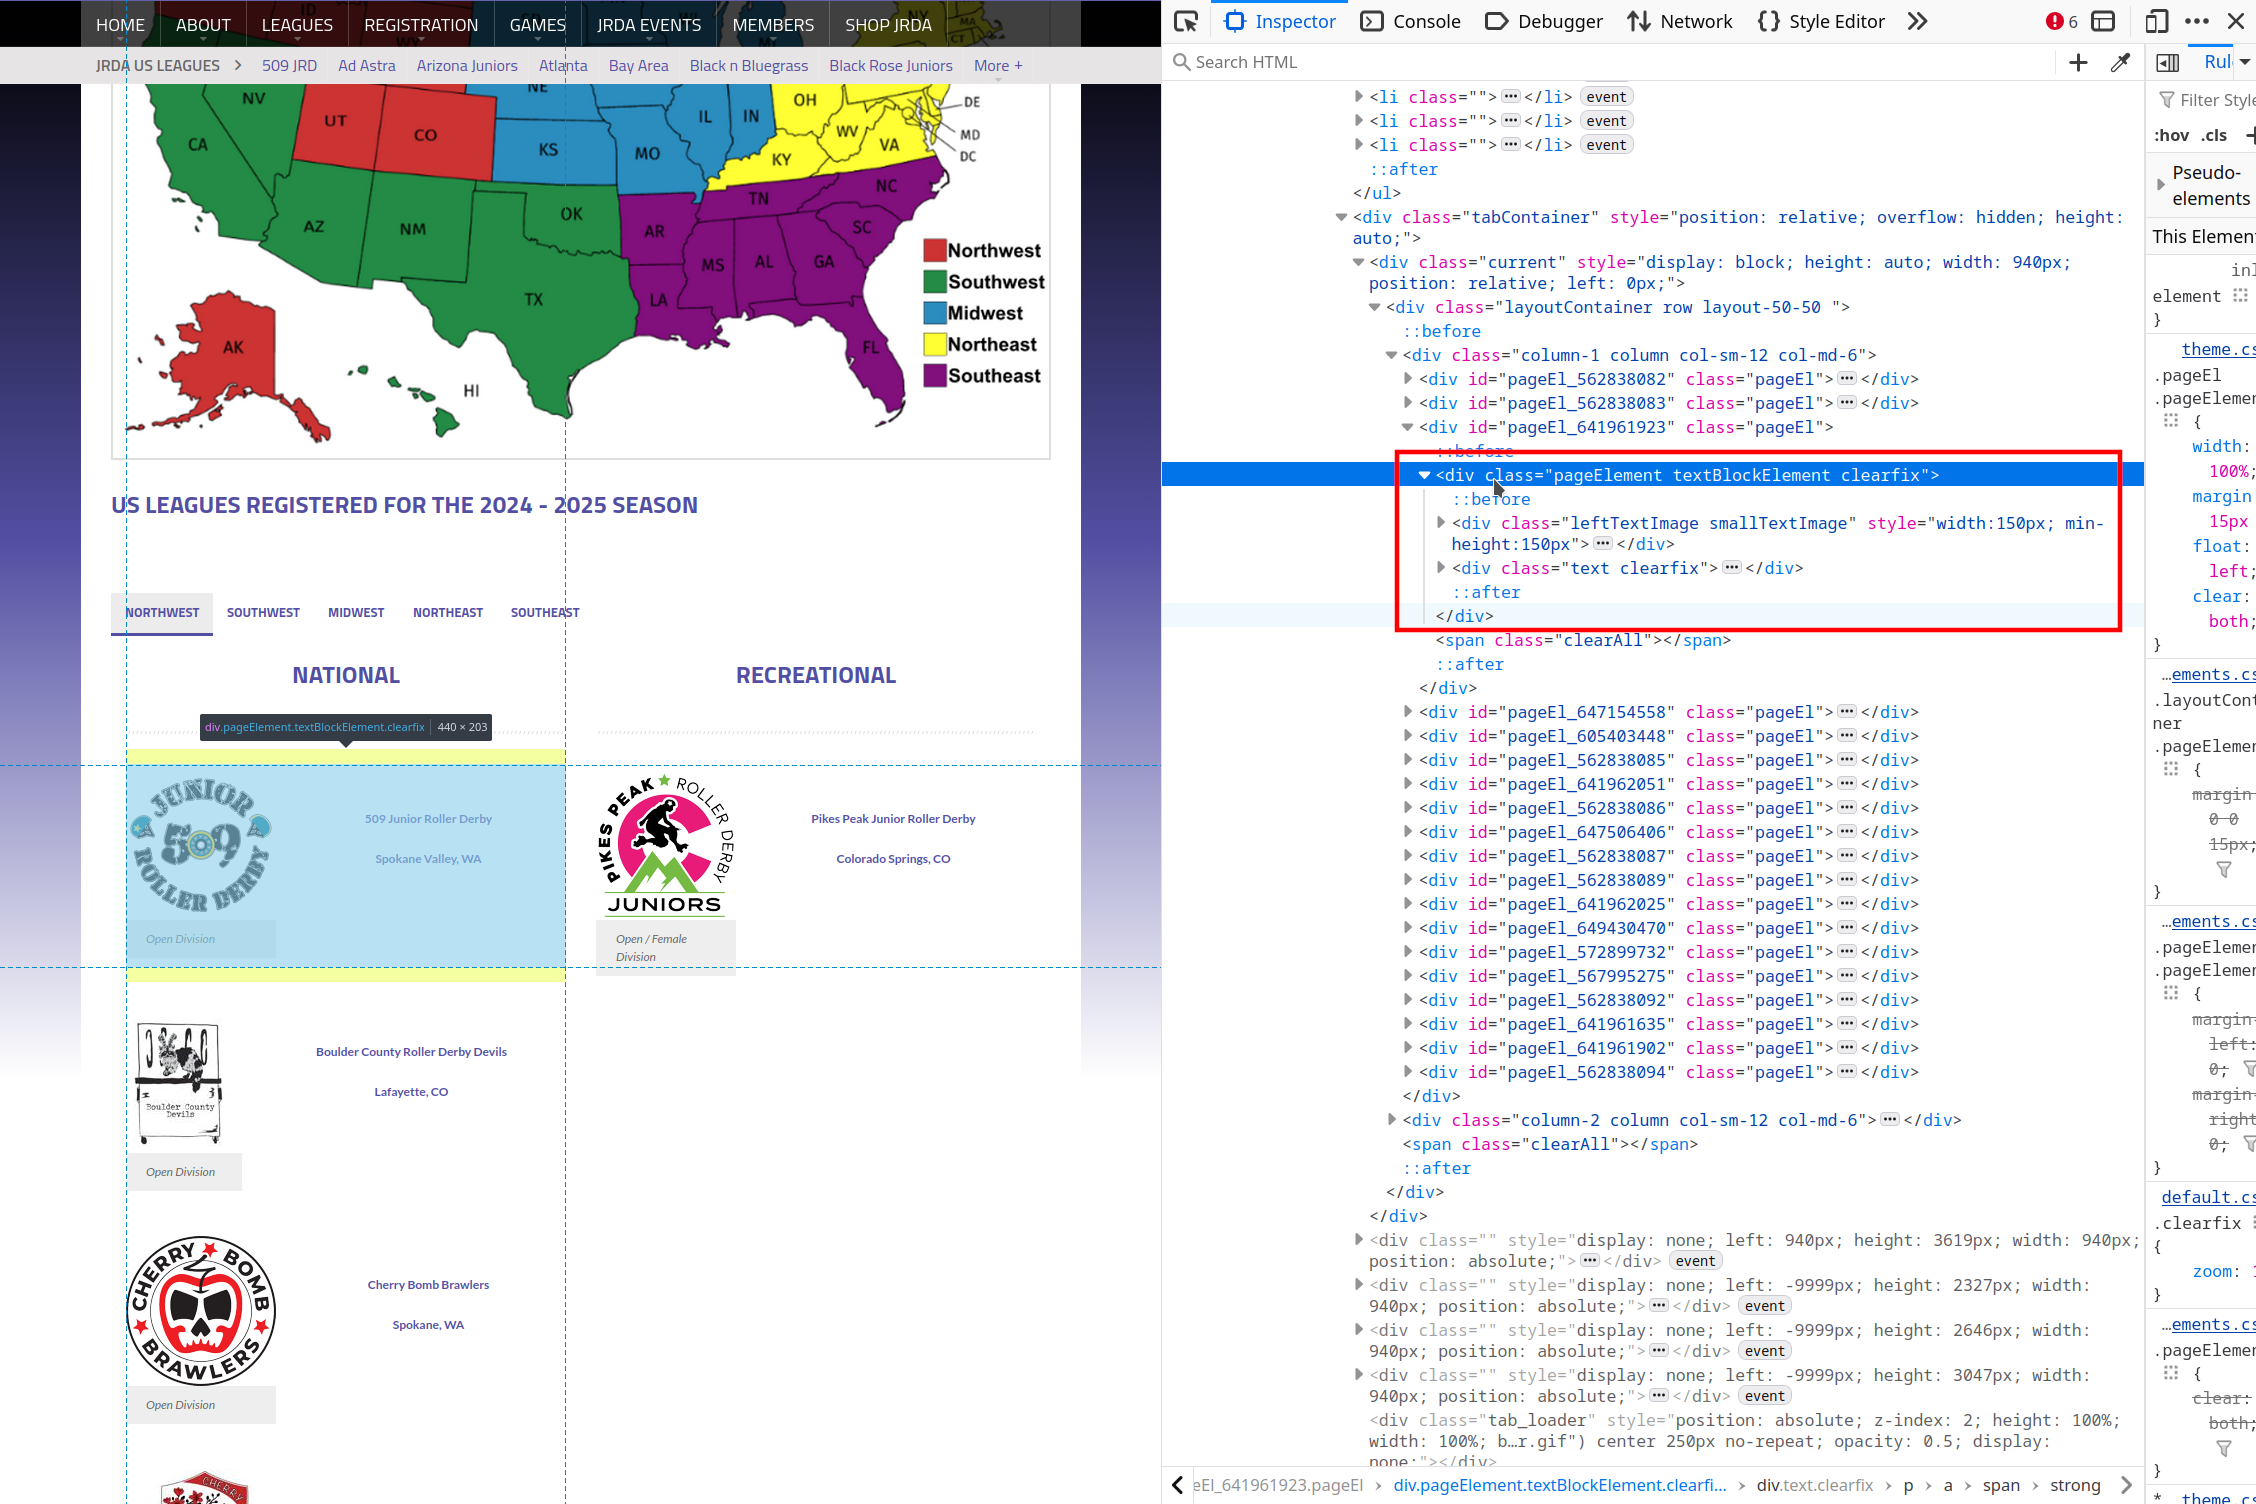 HOME ABOUT LEAGUES REGISTRATION GAMES JRDA EVENTS MEMBERS SHOP JRDA
JRDA US LEAGUES > 509 JRD Ad Astra Arizona Juniors Atlanta Bay Area Black n Bluegrass Black Rose Juniors More +
NV UT CO NE KS MO IL IN OH WV VA KY DE MD DC
CA AZ NM OK TX AR LA MS AL GA TN NC SC FL AK HI
Northwest
Southwest
Midwest
Northeast
Southeast
US LEAGUES REGISTERED FOR THE 2024 - 2025 SEASON
NORTHWEST SOUTHWEST MIDWEST NORTHEAST SOUTHEAST
NATIONAL RECREATIONAL
div.pageElement.textBlockElement.clearfix 440 × 203
JUNIOR 509 ROLLER DERBY
509 Junior Roller Derby
Spokane Valley, WA
Open Division
PIKES PEAK ROLLER DERBY
JUNIORS
Pikes Peak Junior Roller Derby
Colorado Springs, CO
Open / Female
Division
Boulder County
Devils
Boulder County Roller Derby Devils
Lafayette, CO
Open Division
CHERRY BOMB
BRAWLERS
Cherry Bomb Brawlers
Spokane, WA
Open Division
CHERRY
Inspector Console Debugger Network Style Editor 6
Search HTML
<li class="">⋯</li> event
<li class="">⋯</li> event
<li class="">⋯</li> event
::after
</ul>
<div class="tabContainer" style="position: relative; overflow: hidden; height:
auto;">
<div class="current" style="display: block; height: auto; width: 940px;
position: relative; left: 0px;">
<div class="layoutContainer row layout-50-50 ">
::before
<div class="column-1 column col-sm-12 col-md-6">
<div id="pageEl_562838082" class="pageEl">⋯</div>
<div id="pageEl_562838083" class="pageEl">⋯</div>
<div id="pageEl_641961923" class="pageEl">
::before
<div class="pageElement textBlockElement clearfix">
::before
<div class="leftTextImage smallTextImage" style="width:150px; min-
height:150px">⋯</div>
<div class="text clearfix">⋯</div>
::after
</div>
<span class="clearAll"></span>
::after
</div>
<div id="pageEl_647154558" class="pageEl">⋯</div>
<div id="pageEl_605403448" class="pageEl">⋯</div>
<div id="pageEl_562838085" class="pageEl">⋯</div>
<div id="pageEl_641962051" class="pageEl">⋯</div>
<div id="pageEl_562838086" class="pageEl">⋯</div>
<div id="pageEl_647506406" class="pageEl">⋯</div>
<div id="pageEl_562838087" class="pageEl">⋯</div>
<div id="pageEl_562838089" class="pageEl">⋯</div>
<div id="pageEl_641962025" class="pageEl">⋯</div>
<div id="pageEl_649430470" class="pageEl">⋯</div>
<div id="pageEl_572899732" class="pageEl">⋯</div>
<div id="pageEl_567995275" class="pageEl">⋯</div>
<div id="pageEl_562838092" class="pageEl">⋯</div>
<div id="pageEl_641961635" class="pageEl">⋯</div>
<div id="pageEl_641961902" class="pageEl">⋯</div>
<div id="pageEl_562838094" class="pageEl">⋯</div>
</div>
<div class="column-2 column col-sm-12 col-md-6">⋯</div>
<span class="clearAll"></span>
::after
</div>
</div>
<div class="" style="display: none; left: 940px; height: 3619px; width: 940px;
position: absolute;">⋯</div> event
<div class="" style="display: none; left: -9999px; height: 2327px; width:
940px; position: absolute;">⋯</div> event
<div class="" style="display: none; left: -9999px; height: 2646px; width:
940px; position: absolute;">⋯</div> event
<div class="" style="display: none; left: -9999px; height: 3047px; width:
940px; position: absolute;">⋯</div> event
<div class="tab_loader" style="position: absolute; z-index: 2; height: 100%;
width: 100%; b…r.gif") center 250px no-repeat; opacity: 0.5; display:
none;"></div>
eEl_641961923.pageEl > div.pageElement.textBlockElement.clearfi… > div.text.clearfix > p > a > span > strong
Rul
Filter Style
:hov .cls +
Pseudo-
elements
This Element
inl
element
}
theme.cs
.pageEl
.pageElemen
{
width:
100%;
margin
15px
float:
left;
clear:
both;
}
…ements.cs
.layoutCont
ner
.pageElemen
{
margin
0 0
15px;
}
…ements.cs
.pageElemen
.pageElemen
{
margin-
left:
0;
margin-
right
0;
}
default.cs
.clearfix
{
zoom: 1
}
…ements.cs
.pageElemen
{
clear:
both;
}
* theme.cs